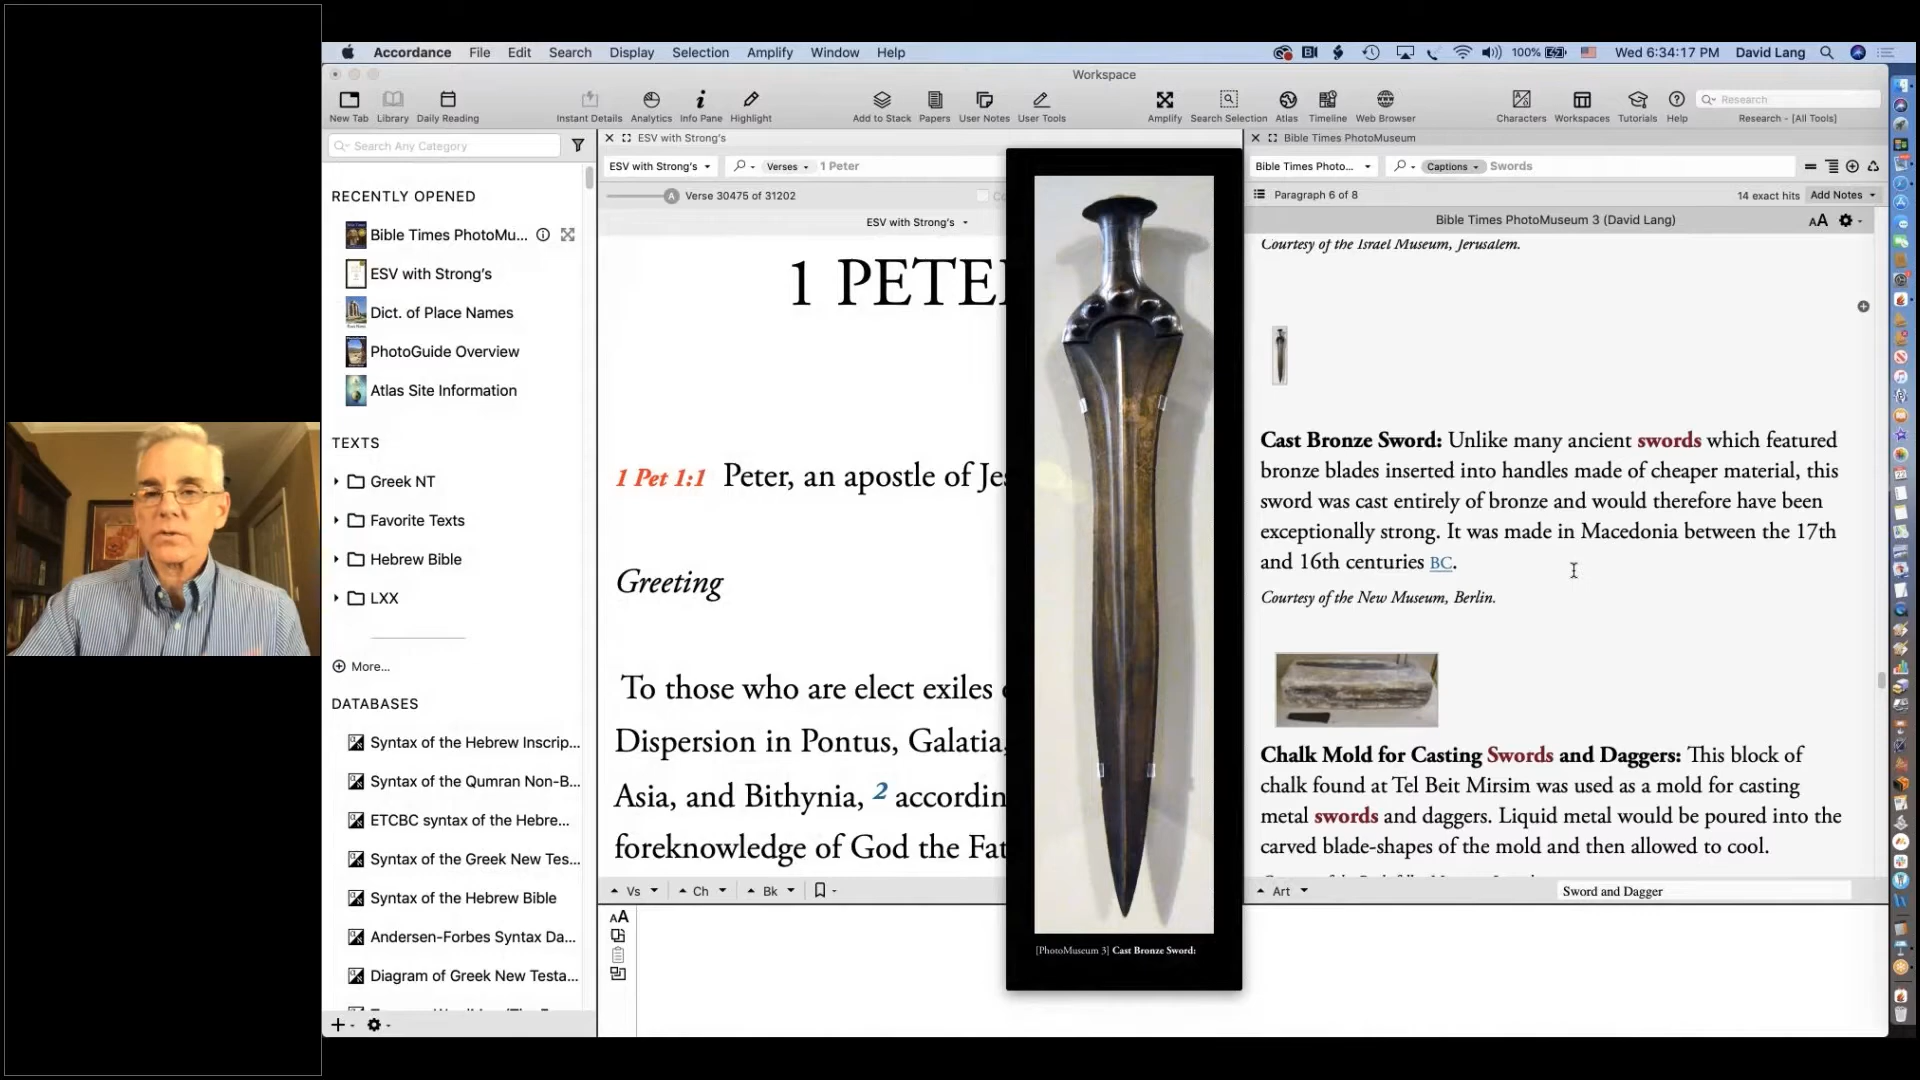 Accordance File Edit Search Display Selection Amplify Window Help
100% Wed 6:34:17 PM David Lang
Workspace
New Tab Library Daily Reading Instant Details Analytics Info Pane Highlight Add to Stack Papers User Notes User Tools Amplify Search Selection Atlas Timeline Web Browser Characters Workspaces Tutorials Help Research - [All Tools]
Research
Search Any Category
RECENTLY OPENED
Bible Times PhotoMu...
ESV with Strong's
Dict. of Place Names
PhotoGuide Overview
Atlas Site Information
TEXTS
Greek NT
Favorite Texts
Hebrew Bible
LXX
More...
DATABASES
Syntax of the Hebrew Inscrip...
Syntax of the Qumran Non-B...
ETCBC syntax of the Hebre...
Syntax of the Greek New Tes...
Syntax of the Hebrew Bible
Andersen-Forbes Syntax Da...
Diagram of Greek New Testa...
ESV with Strong's
ESV with Strong's Verses 1 Peter
Verse 30475 of 31202
ESV with Strong's
1 PETE
1 Pet 1:1 Peter, an apostle of Jes
Greeting
To those who are elect exiles
Dispersion in Pontus, Galatia,
Asia, and Bithynia, 2 accordin
foreknowledge of God the Fat
Vs Ch Bk
AA
[PhotoMuseum 3] Cast Bronze Sword:
Bible Times PhotoMuseum
Bible Times Photo... Captions Swords
Paragraph 6 of 8 14 exact hits Add Notes
Bible Times PhotoMuseum 3 (David Lang) AA
Courtesy of the Israel Museum, Jerusalem.
Cast Bronze Sword: Unlike many ancient swords which featured
bronze blades inserted into handles made of cheaper material, this
sword was cast entirely of bronze and would therefore have been
exceptionally strong. It was made in Macedonia between the 17th
and 16th centuries BC.
Courtesy of the New Museum, Berlin.
Chalk Mold for Casting Swords and Daggers: This block of
chalk found at Tel Beit Mirsim was used as a mold for casting
metal swords and daggers. Liquid metal would be poured into the
carved blade-shapes of the mold and then allowed to cool.
Art Sword and Dagger